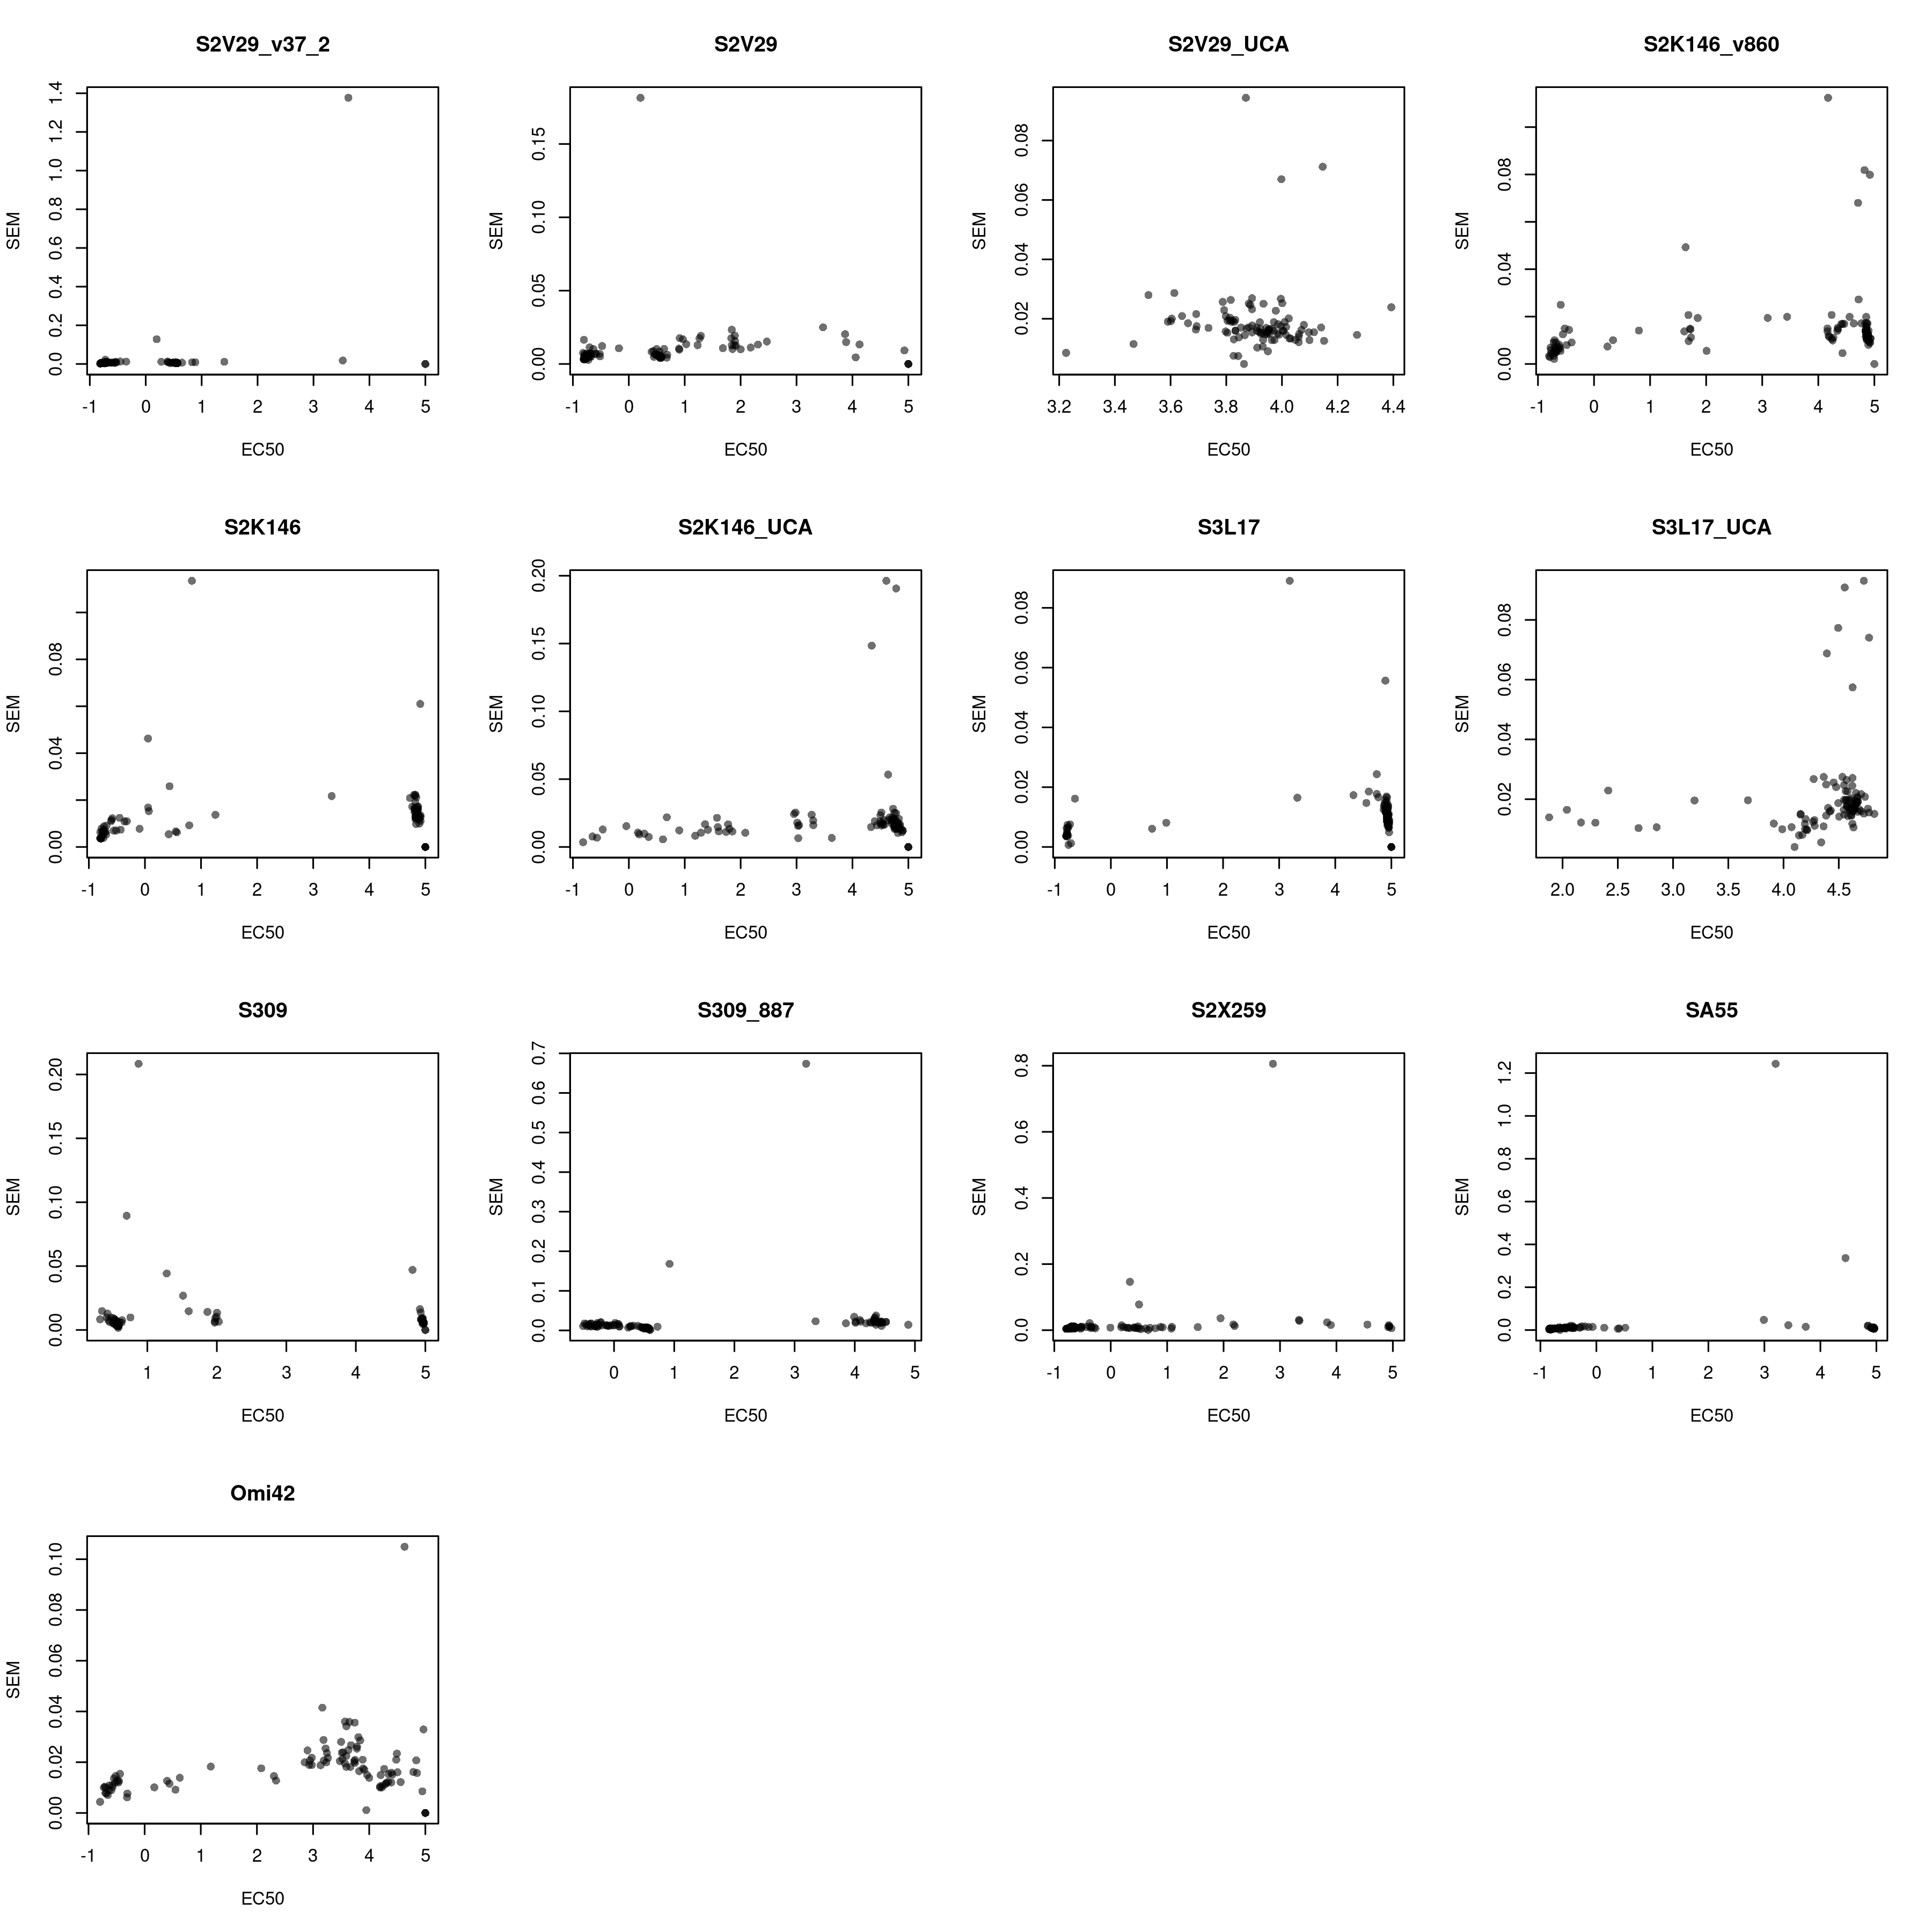 S2V29_v37_2
SEM
0.0 0.2 0.4 0.6 0.8 1.0 1.2 1.4
-1 0 1 2 3 4 5
EC50
S2V29
SEM
0.00 0.05 0.10 0.15
-1 0 1 2 3 4 5
EC50
S2V29_UCA
SEM
0.02 0.04 0.06 0.08
3.2 3.4 3.6 3.8 4.0 4.2 4.4
EC50
S2K146_v860
SEM
0.00 0.04 0.08
-1 0 1 2 3 4 5
EC50
S2K146
SEM
0.00 0.04 0.08
-1 0 1 2 3 4 5
EC50
S2K146_UCA
SEM
0.00 0.05 0.10 0.15 0.20
-1 0 1 2 3 4 5
EC50
S3L17
SEM
0.00 0.02 0.04 0.06 0.08
-1 0 1 2 3 4 5
EC50
S3L17_UCA
SEM
0.02 0.04 0.06 0.08
2.0 2.5 3.0 3.5 4.0 4.5
EC50
S309
SEM
0.00 0.05 0.10 0.15 0.20
1 2 3 4 5
EC50
S309_887
SEM
0.0 0.1 0.2 0.3 0.4 0.5 0.6 0.7
0 1 2 3 4 5
EC50
S2X259
SEM
0.0 0.2 0.4 0.6 0.8
-1 0 1 2 3 4 5
EC50
SA55
SEM
0.0 0.2 0.4 0.6 0.8 1.0 1.2
-1 0 1 2 3 4 5
EC50
Omi42
SEM
0.00 0.02 0.04 0.06 0.08 0.10
-1 0 1 2 3 4 5
EC50